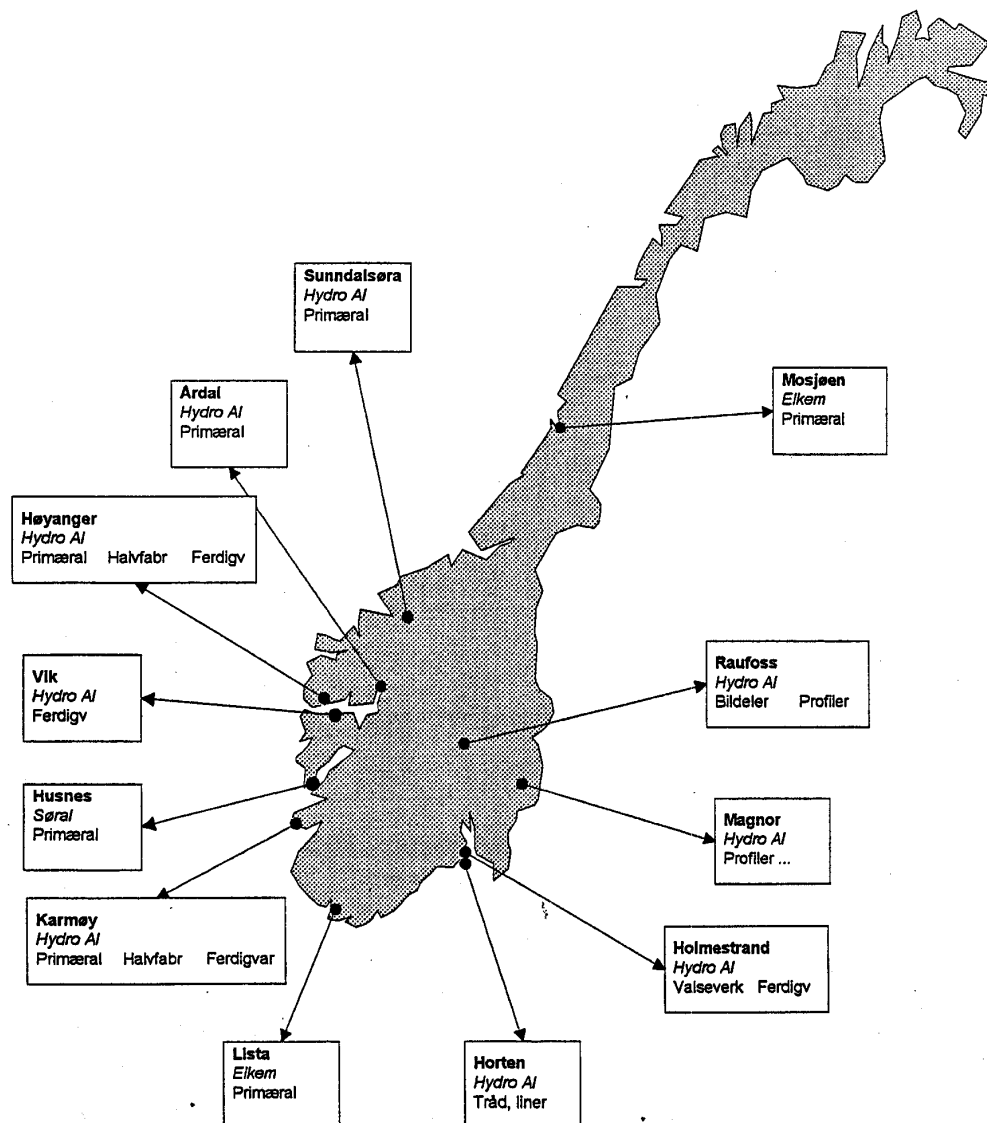 Sunndalsøra
Hydro Al
Primæral
Årdal
Hydro Al
Primæral
Mosjøen
Elkem
Primæral
Høyanger
Hydro Al
Primæral Halvfabr Ferdigv
Vik
Hydro Al
Ferdigv
Raufoss
Hydro Al
Bildeler Profiler
Husnes
Søral
Primæral
Magnor
Hydro Al
Profiler ...
Karmøy
Hydro Al
Primæral Halvfabr Ferdigvar
Holmestrand
Hydro Al
Valseverk Ferdigv
Lista
Elkem
Primæral
Horten
Hydro Al
Tråd, liner